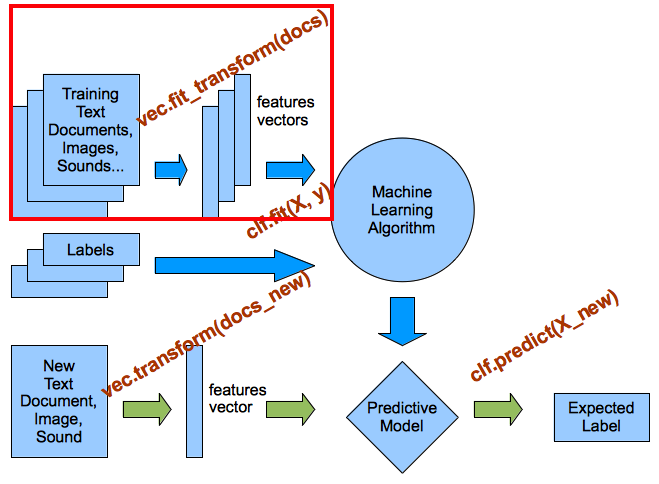 vec.fit_transform(docs)
Training
Text
Documents,
Images,
Sounds...
features
vectors
Machine
Learning
Algorithm
clf.fit(X, y)
Labels
vec.transform(docs_new)
clf.predict(X_new)
New
Text
Document,
Image,
Sound
features
vector
Predictive
Model
Expected
Label